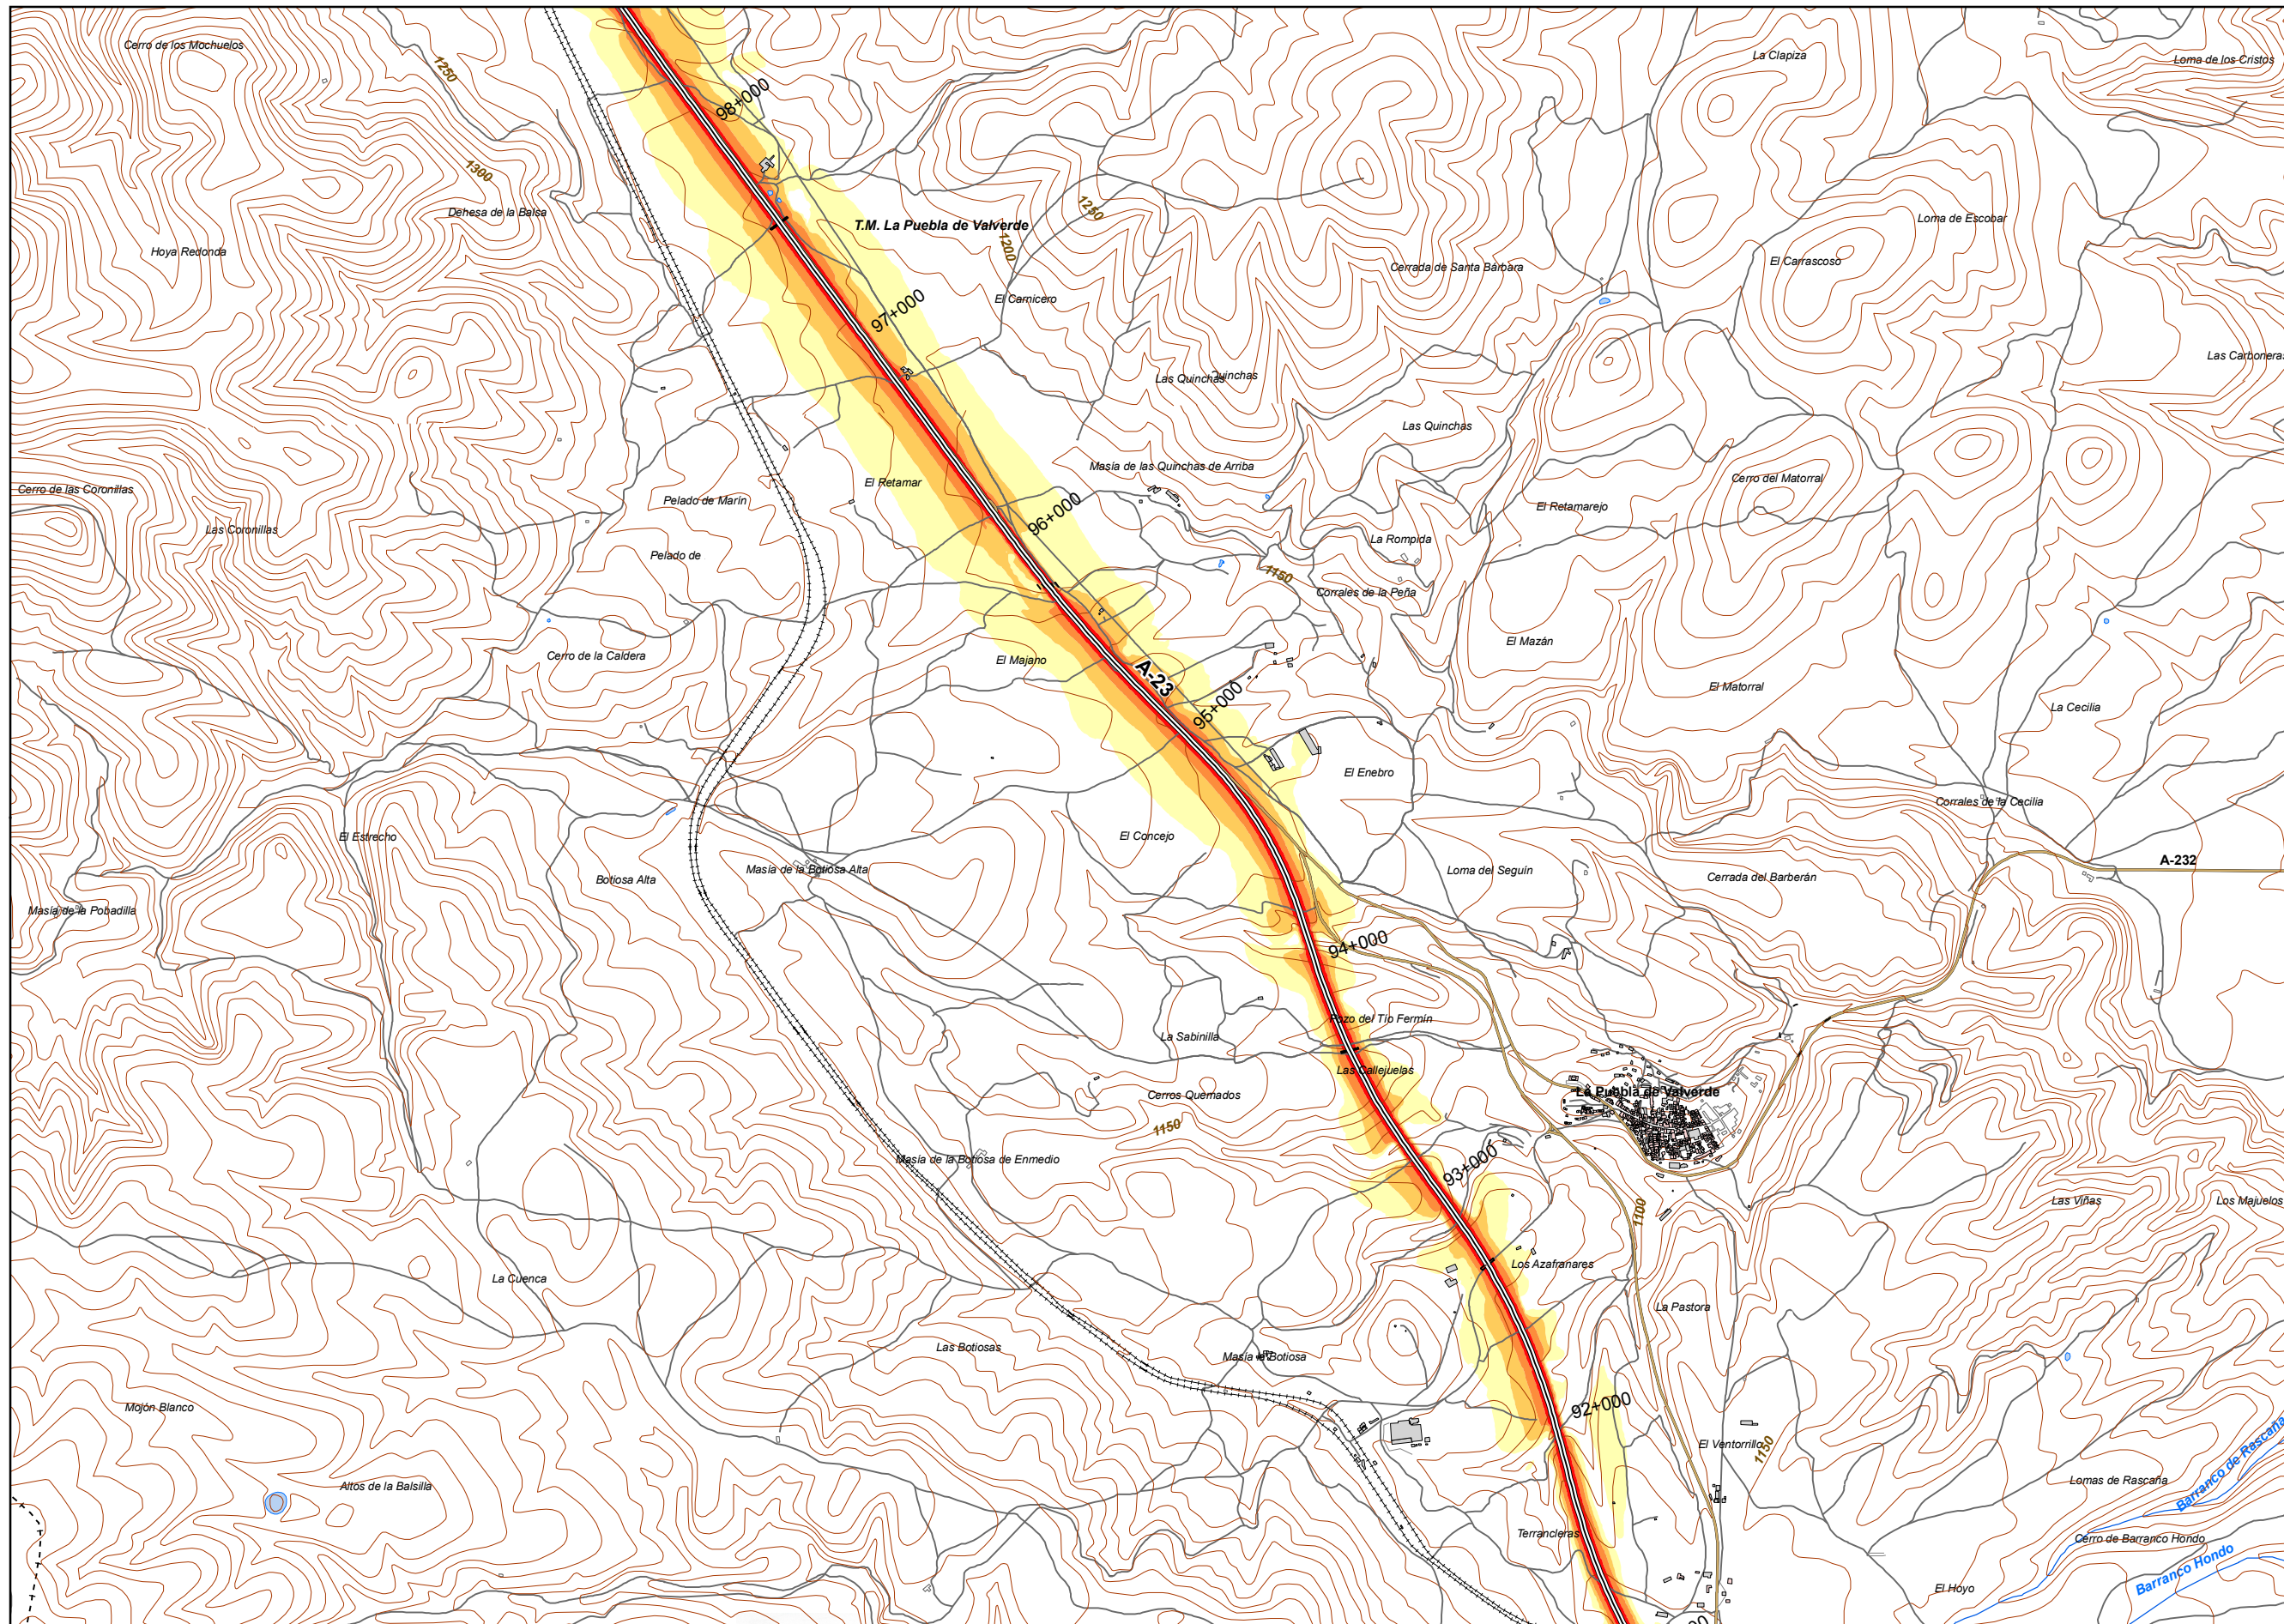 Cerro de los Mochuelos
La Clapiza
Loma de los Cristos
1250
98+000
1300
Dehesa de la Balsa
1250
T.M. La Puebla de Valverde
Loma de Escobar
1200
Hoya Redonda
El Carrascoso
Cerrada de Santa Bárbara
El Carnicero
97+000
Las Carboneras
Las Quinchas
Quinchas
Las Quinchas
Masía de las Quinchas de Arriba
El Retamar
Cerro del Matorral
Cerro de las Coronillas
Pelado de Marín
El Retamarejo
96+000
Las Coronillas
La Rompida
Pelado de
1150
Corrales de la Peña
El Mazán
Cerro de la Caldera
El Majano
A-23
El Matorral
95+000
La Cecilia
El Enebro
Corrales de la Cecilia
El Estrecho
El Concejo
A-232
Masía de la Botiosa Alta
Loma del Seguín
Botiosa Alta
Cerrada del Barberán
Masía de la Pobadilla
94+000
Pozo del Tío Fermín
La Sabinilla
Las Callejuelas
Cerros Quemados
La Puebla de Valverde
1150
Masía de la Botiosa de Enmedio
93+000
Las Viñas
Los Majuelos
1100
Los Azafranares
La Cuenca
La Pastora
Las Botiosas
Masía Botiosa
Mojón Blanco
92+000
El Ventorrillo
1150
Barranco de Rascaña
Lomas de Rascaña
Altos de la Balsilla
Terrancleras
Cerro de Barranco Hondo
Barranco Hondo
El Hoyo